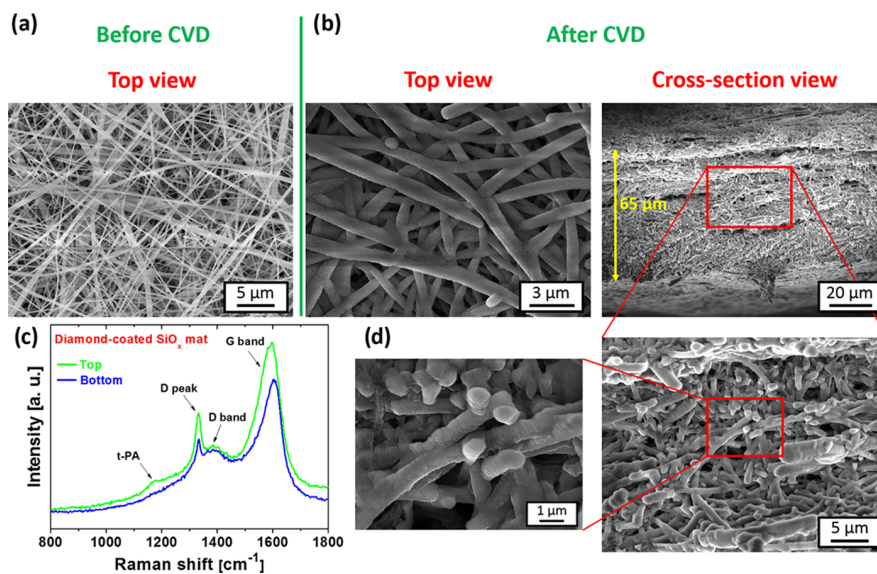 (a)
Before CVD
(b)
After CVD
Top view
Top view
Cross-section view
65 µm
5 µm
3 µm
20 µm
(c)
Diamond-coated SiOx mat
Top
Bottom
G band
D peak
D band
t-PA
Intensity [a. u.]
800 1000 1200 1400 1600 1800
Raman shift [cm-1]
(d)
1 µm
5 µm